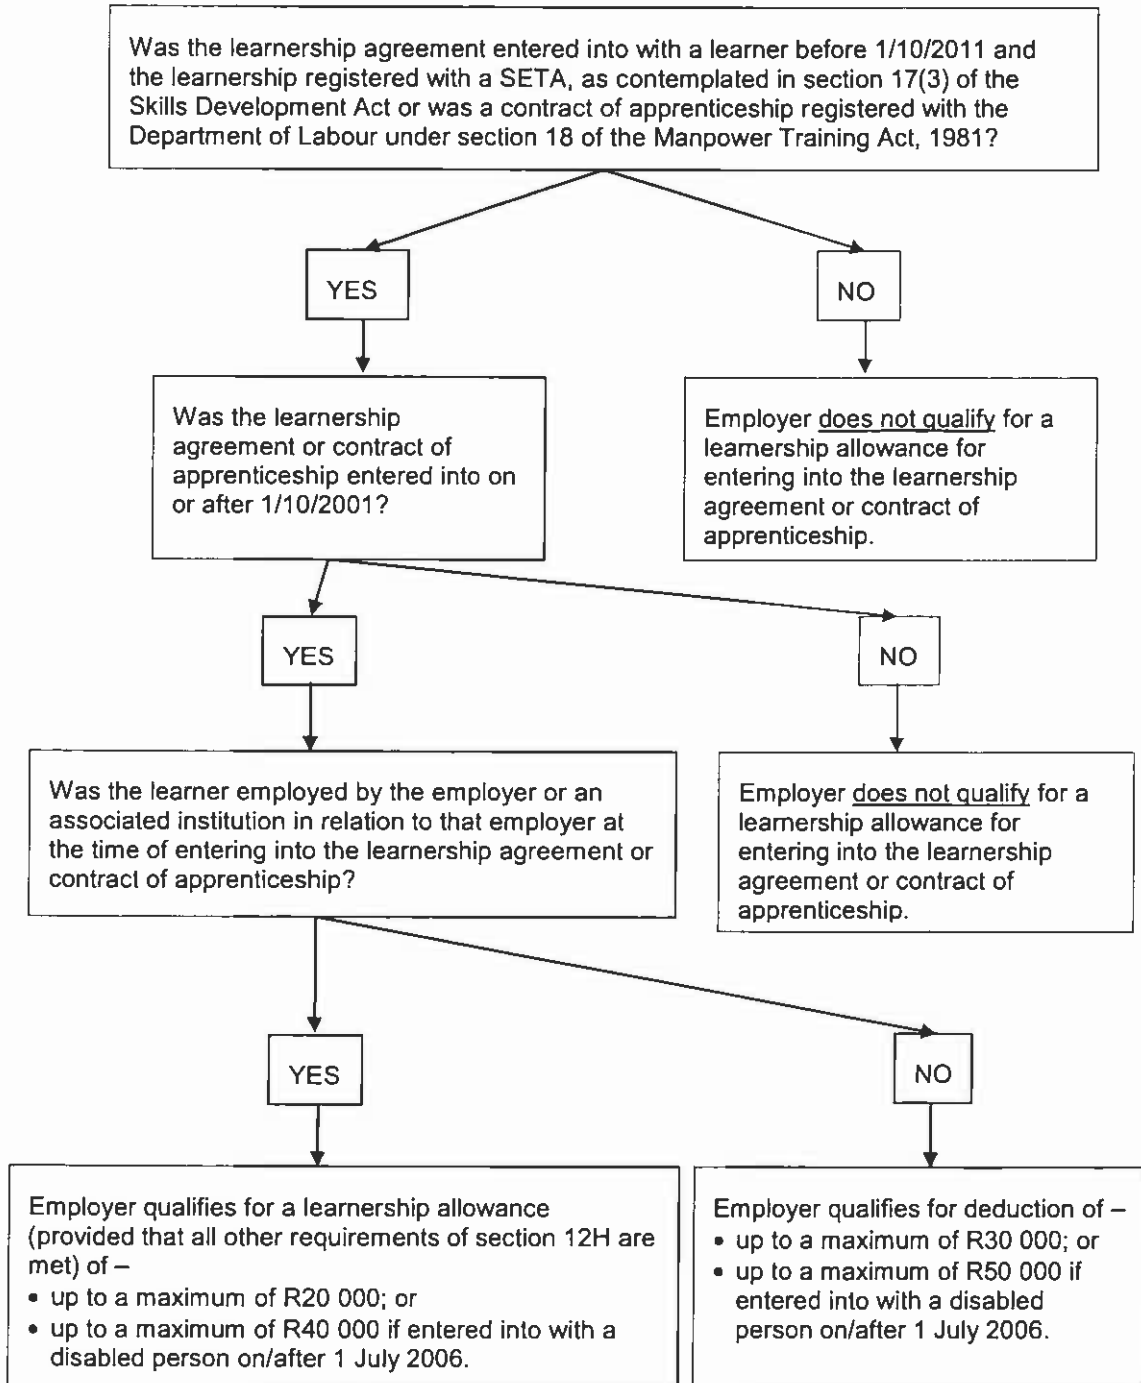 Was the learnership agreement entered into with a learner before 1/10/2011 and
the learnership registered with a SETA, as contemplated in section 17(3) of the
Skills Development Act or was a contract of apprenticeship registered with the
Department of Labour under section 18 of the Manpower Training Act, 1981?
YES
NO
Was the learnership
agreement or contract of
apprenticeship entered into on
or after 1/10/2001?
Employer does not qualify for a
learnership allowance for
entering into the learnership
agreement or contract of
apprenticeship.
YES
NO
Was the learner employed by the employer or an
associated institution in relation to that employer at
the time of entering into the learnership agreement or
contract of apprenticeship?
Employer does not qualify for a
learnership allowance for
entering into the learnership
agreement or contract of
apprenticeship.
YES
NO
Employer qualifies for a learnership allowance
(provided that all other requirements of section 12H are
met) of –
• up to a maximum of R20 000; or
• up to a maximum of R40 000 if entered into with a
disabled person on/after 1 July 2006.
Employer qualifies for deduction of –
• up to a maximum of R30 000; or
• up to a maximum of R50 000 if
entered into with a disabled
person on/after 1 July 2006.